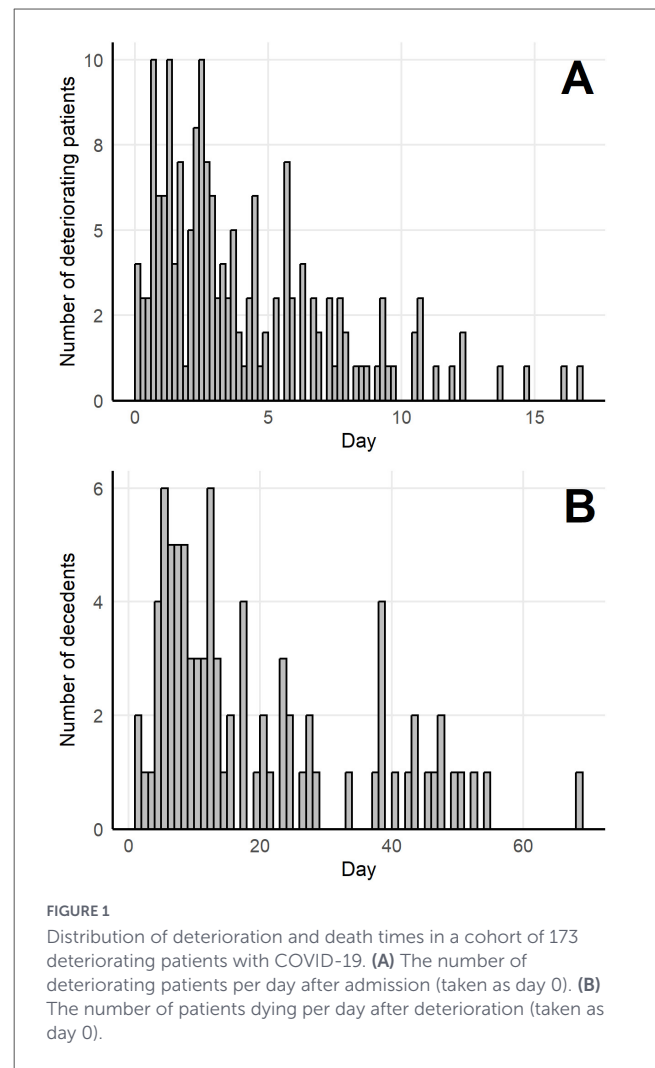 A
Number of deteriorating patients
10
8
5
2
0
0 5 10 15
Day
B
Number of decedents
6
4
2
0
0 20 40 60
Day
FIGURE 1
Distribution of deterioration and death times in a cohort of 173
deteriorating patients with COVID-19. (A) The number of
deteriorating patients per day after admission (taken as day 0). (B)
The number of patients dying per day after deterioration (taken as
day 0).